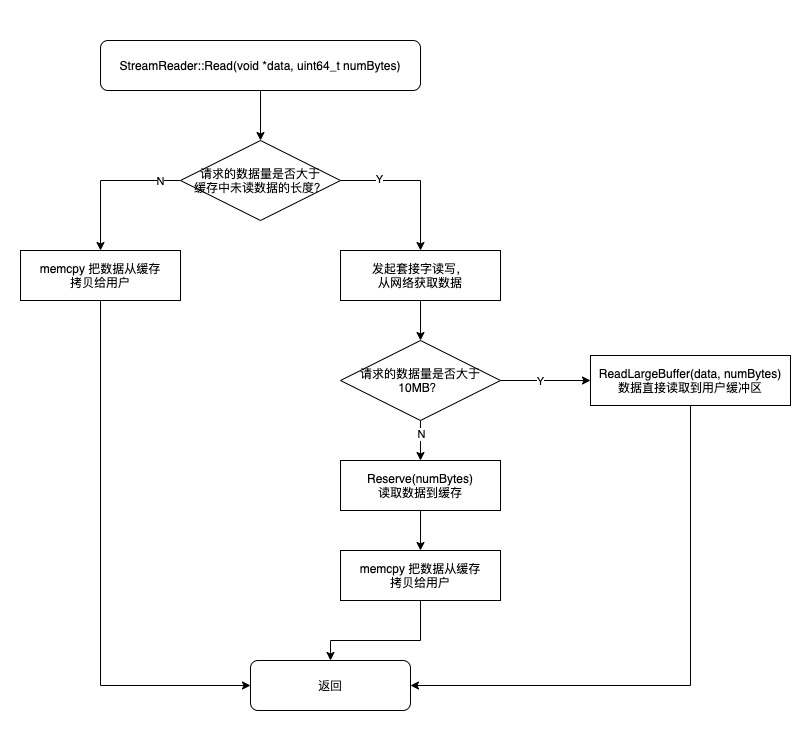 StreamReader::Read(void *data, uint64_t numBytes)
请求的数据量是否大于
缓存中未读数据的长度?
N
Y
memcpy 把数据从缓存
拷贝给用户
发起套接字读写，
从网络获取数据
请求的数据量是否大于
10MB?
Y
ReadLargeBuffer(data, numBytes)
数据直接读取到用户缓冲区
N
Reserve(numBytes)
读取数据到缓存
memcpy 把数据从缓存
拷贝给用户
返回